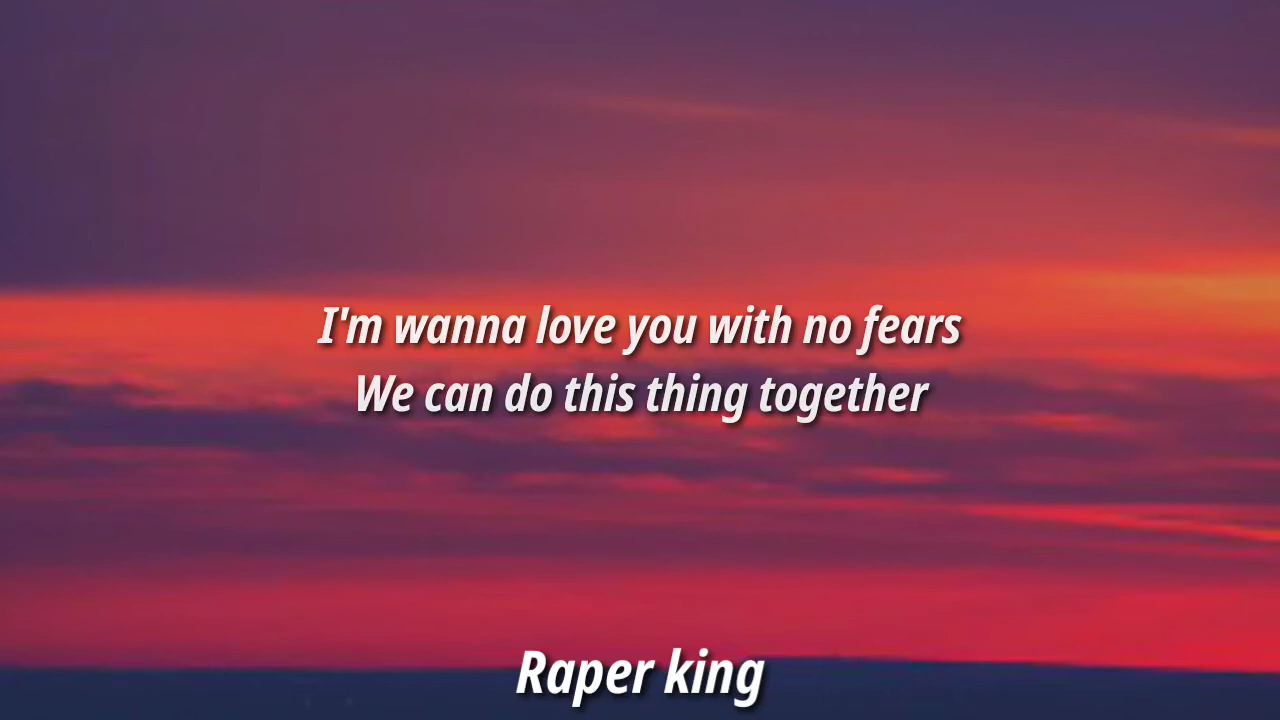 I'm wanna love you with no fears
We can do this thing together
Raper king